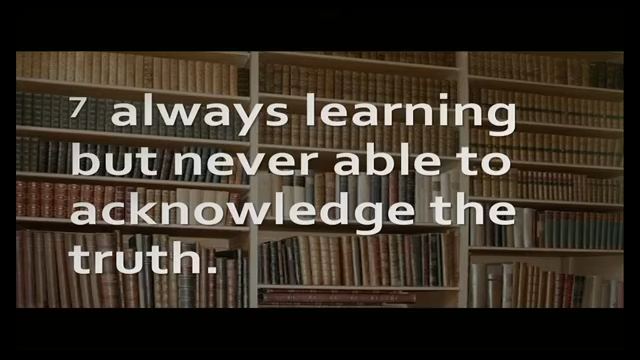 7 always learning
but never able to
acknowledge the
truth.